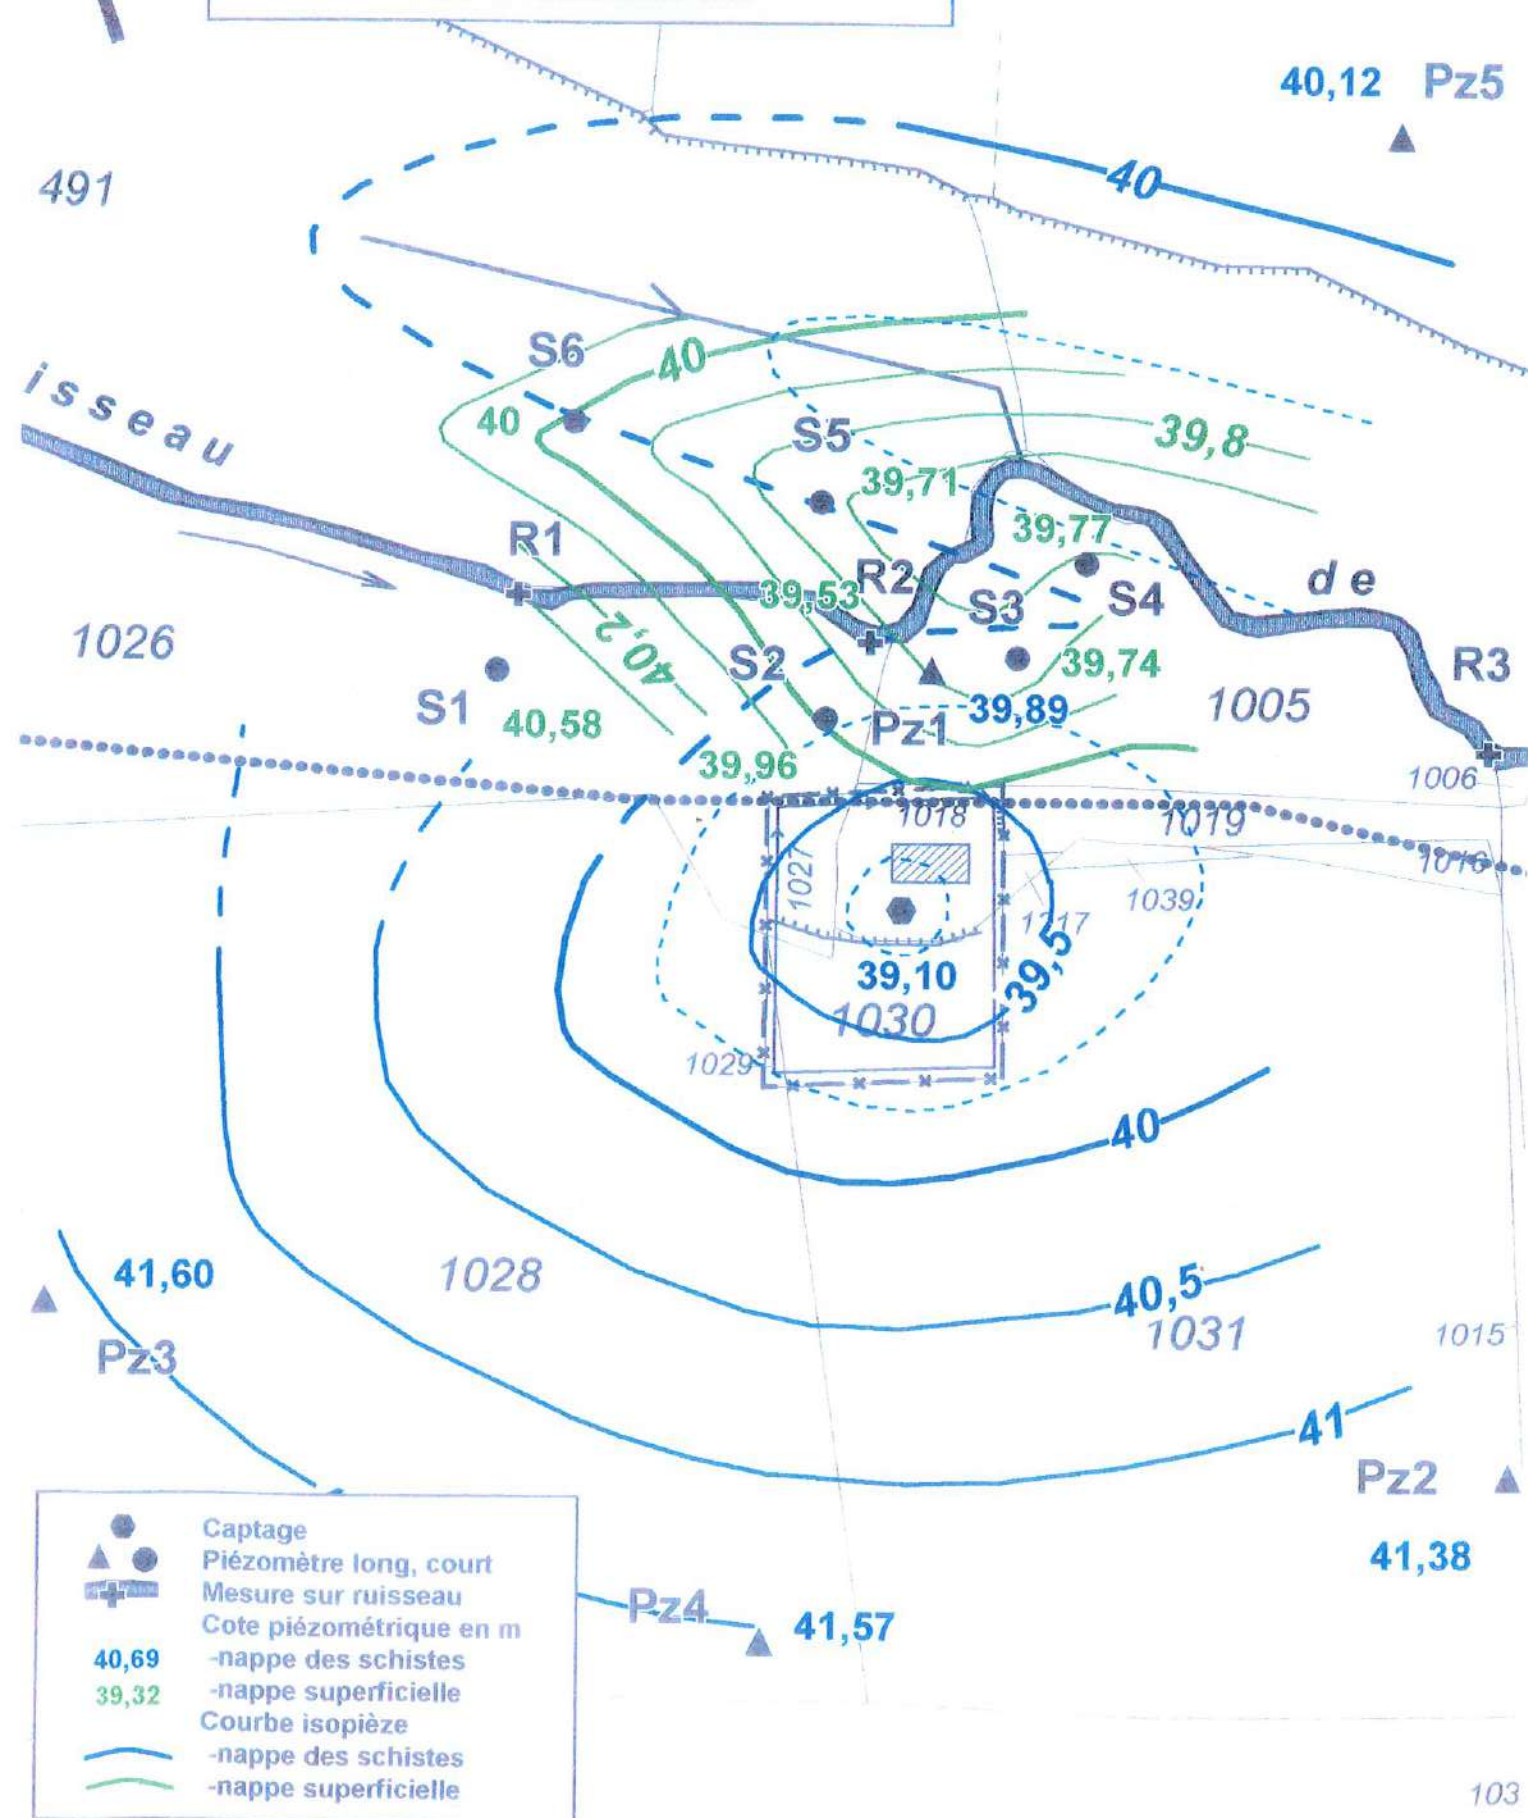 40,12 Pz5
40
491
isseau
S6
40
40
S5
39,8
39,71
39,77
R1
R2
39,53
S3
S4
de
1026
40,2
S2
39,74
R3
S1
40,58
39,89
1005
Pz1
39,96
1006
1018
1019
1016
1027
1039
1217
39,5
39,10
1030
1029
40
41,60
1028
40,5
1031
1015
Pz3
41
Pz2
41,38
Pz4
41,57
Captage
Piézomètre long, court
Mesure sur ruisseau
Cote piézométrique en m
40,69 -nappe des schistes
39,32 -nappe superficielle
Courbe isopièze
-nappe des schistes
-nappe superficielle
103